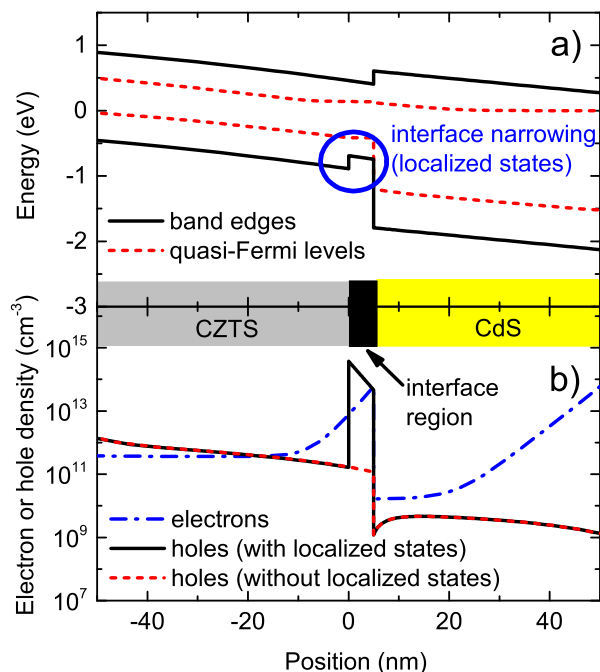 a)
1
0
-1
-2
-3
Energy (eV)
interface narrowing
(localized states)
band edges
quasi-Fermi levels
CZTS
CdS
interface
region
b)
10^15
10^13
10^11
10^9
10^7
Electron or hole density (cm^-3)
electrons
holes (with localized states)
holes (without localized states)
-40
-20
0
20
40
Position (nm)